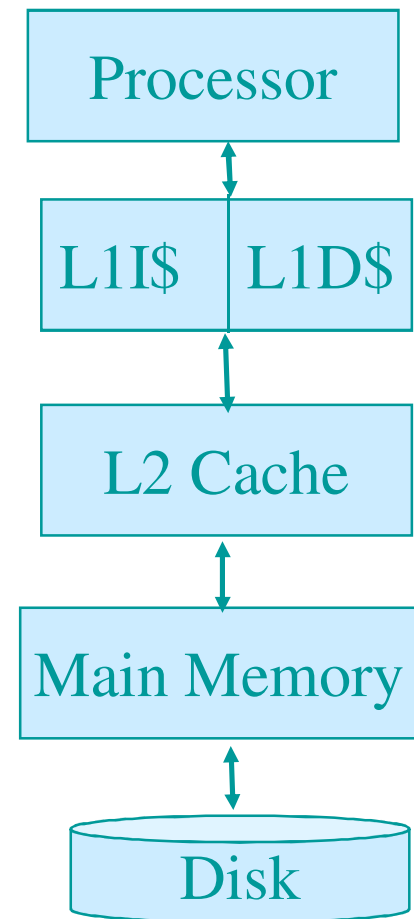 Processor
L1I$ L1D$
L2 Cache
Main Memory
Disk